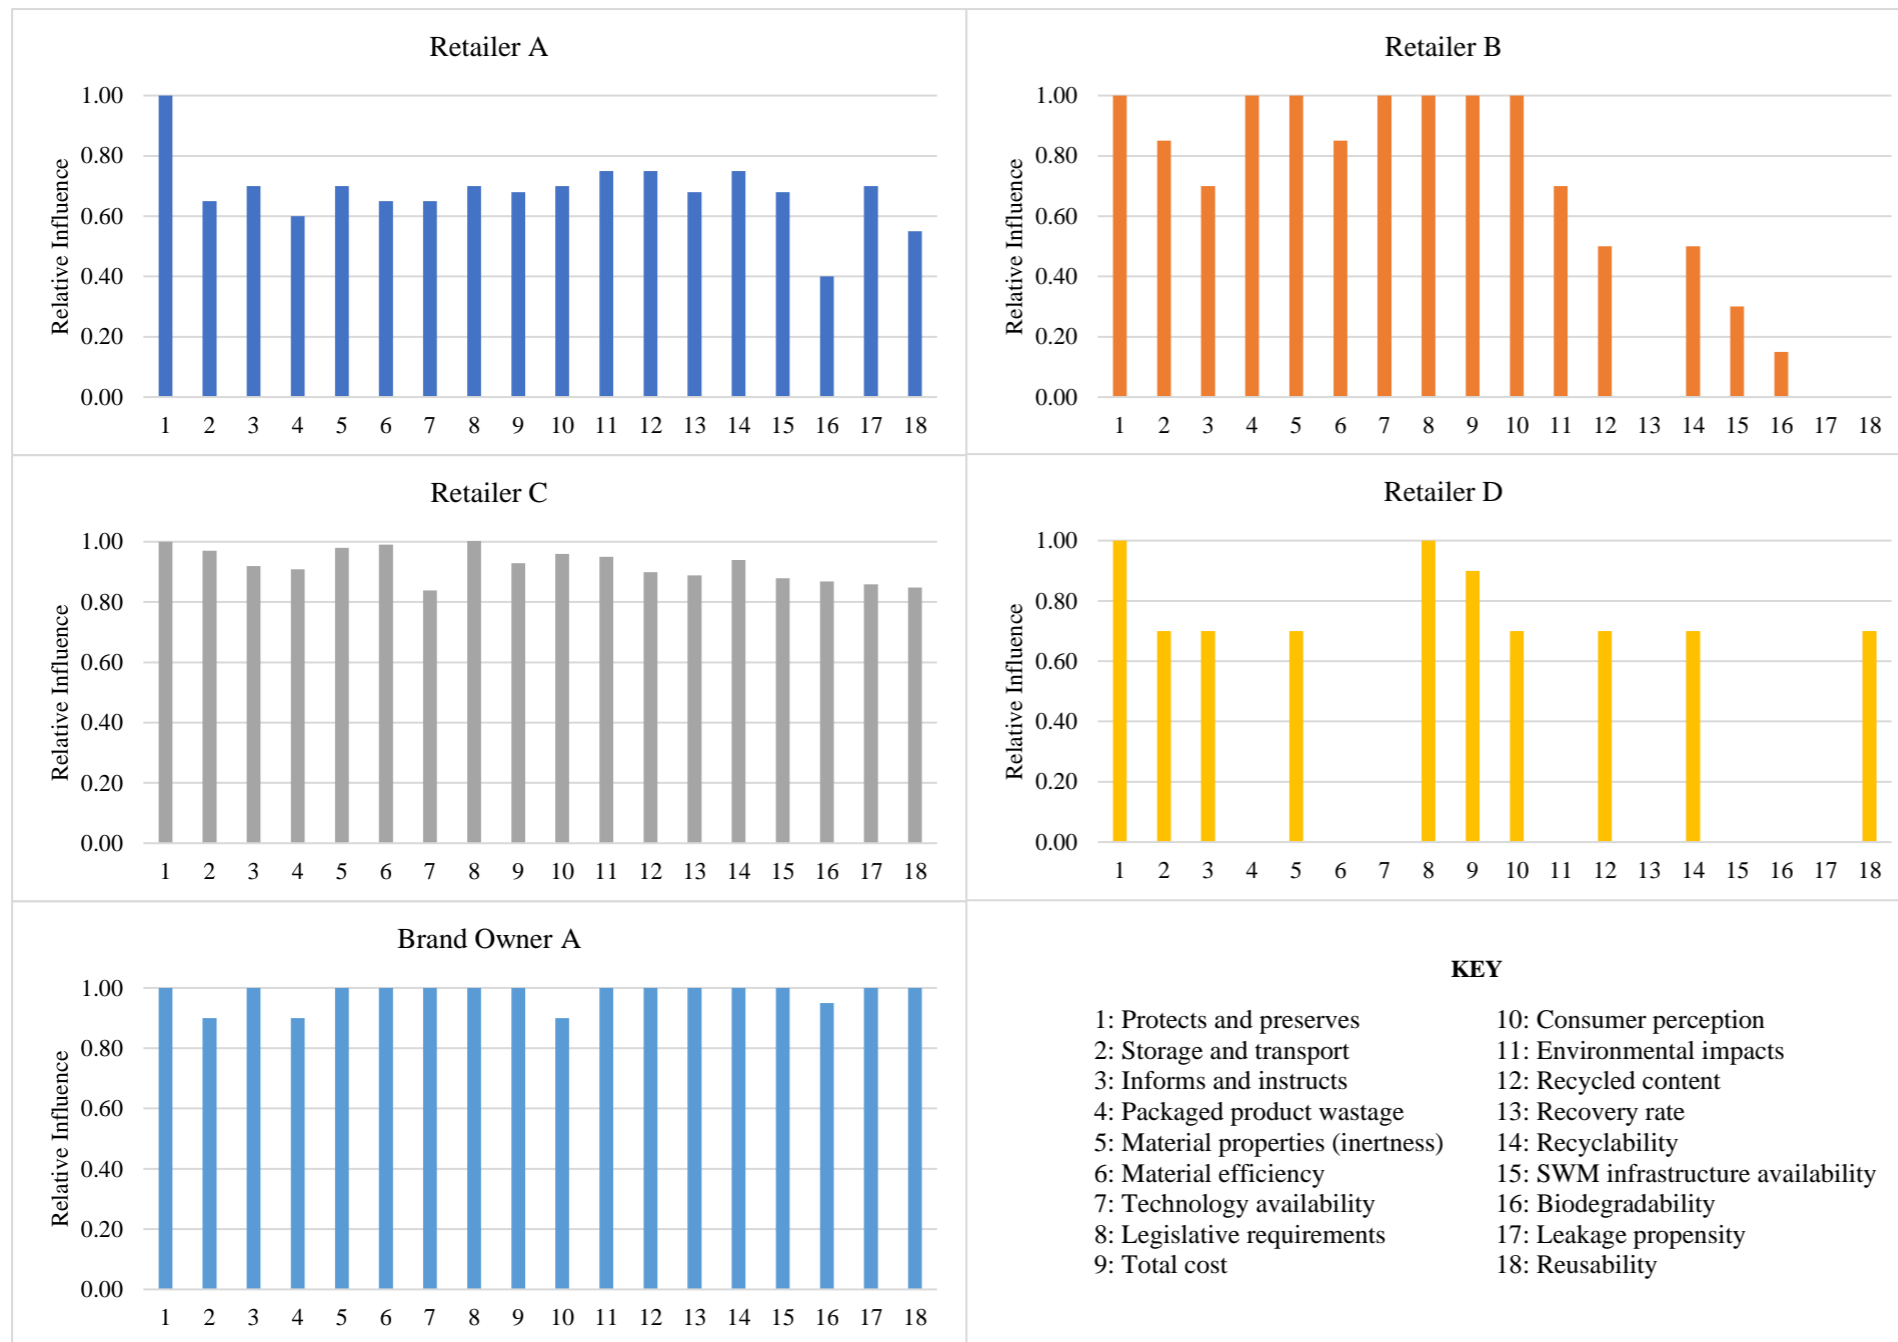 Retailer A
1.00
0.80
0.60
0.40
0.20
0.00
Relative Influence
1 2 3 4 5 6 7 8 9 10 11 12 13 14 15 16 17 18
Retailer B
1.00
0.80
0.60
0.40
0.20
0.00
Relative Influence
1 2 3 4 5 6 7 8 9 10 11 12 13 14 15 16 17 18
Retailer C
1.00
0.80
0.60
0.40
0.20
0.00
Relative Influence
1 2 3 4 5 6 7 8 9 10 11 12 13 14 15 16 17 18
Retailer D
1.00
0.80
0.60
0.40
0.20
0.00
Relative Influence
1 2 3 4 5 6 7 8 9 10 11 12 13 14 15 16 17 18
Brand Owner A
1.00
0.80
0.60
0.40
0.20
0.00
Relative Influence
1 2 3 4 5 6 7 8 9 10 11 12 13 14 15 16 17 18
KEY
1: Protects and preserves
2: Storage and transport
3: Informs and instructs
4: Packaged product wastage
5: Material properties (inertness)
6: Material efficiency
7: Technology availability
8: Legislative requirements
9: Total cost
10: Consumer perception
11: Environmental impacts
12: Recycled content
13: Recovery rate
14: Recyclability
15: SWM infrastructure availability
16: Biodegradability
17: Leakage propensity
18: Reusability